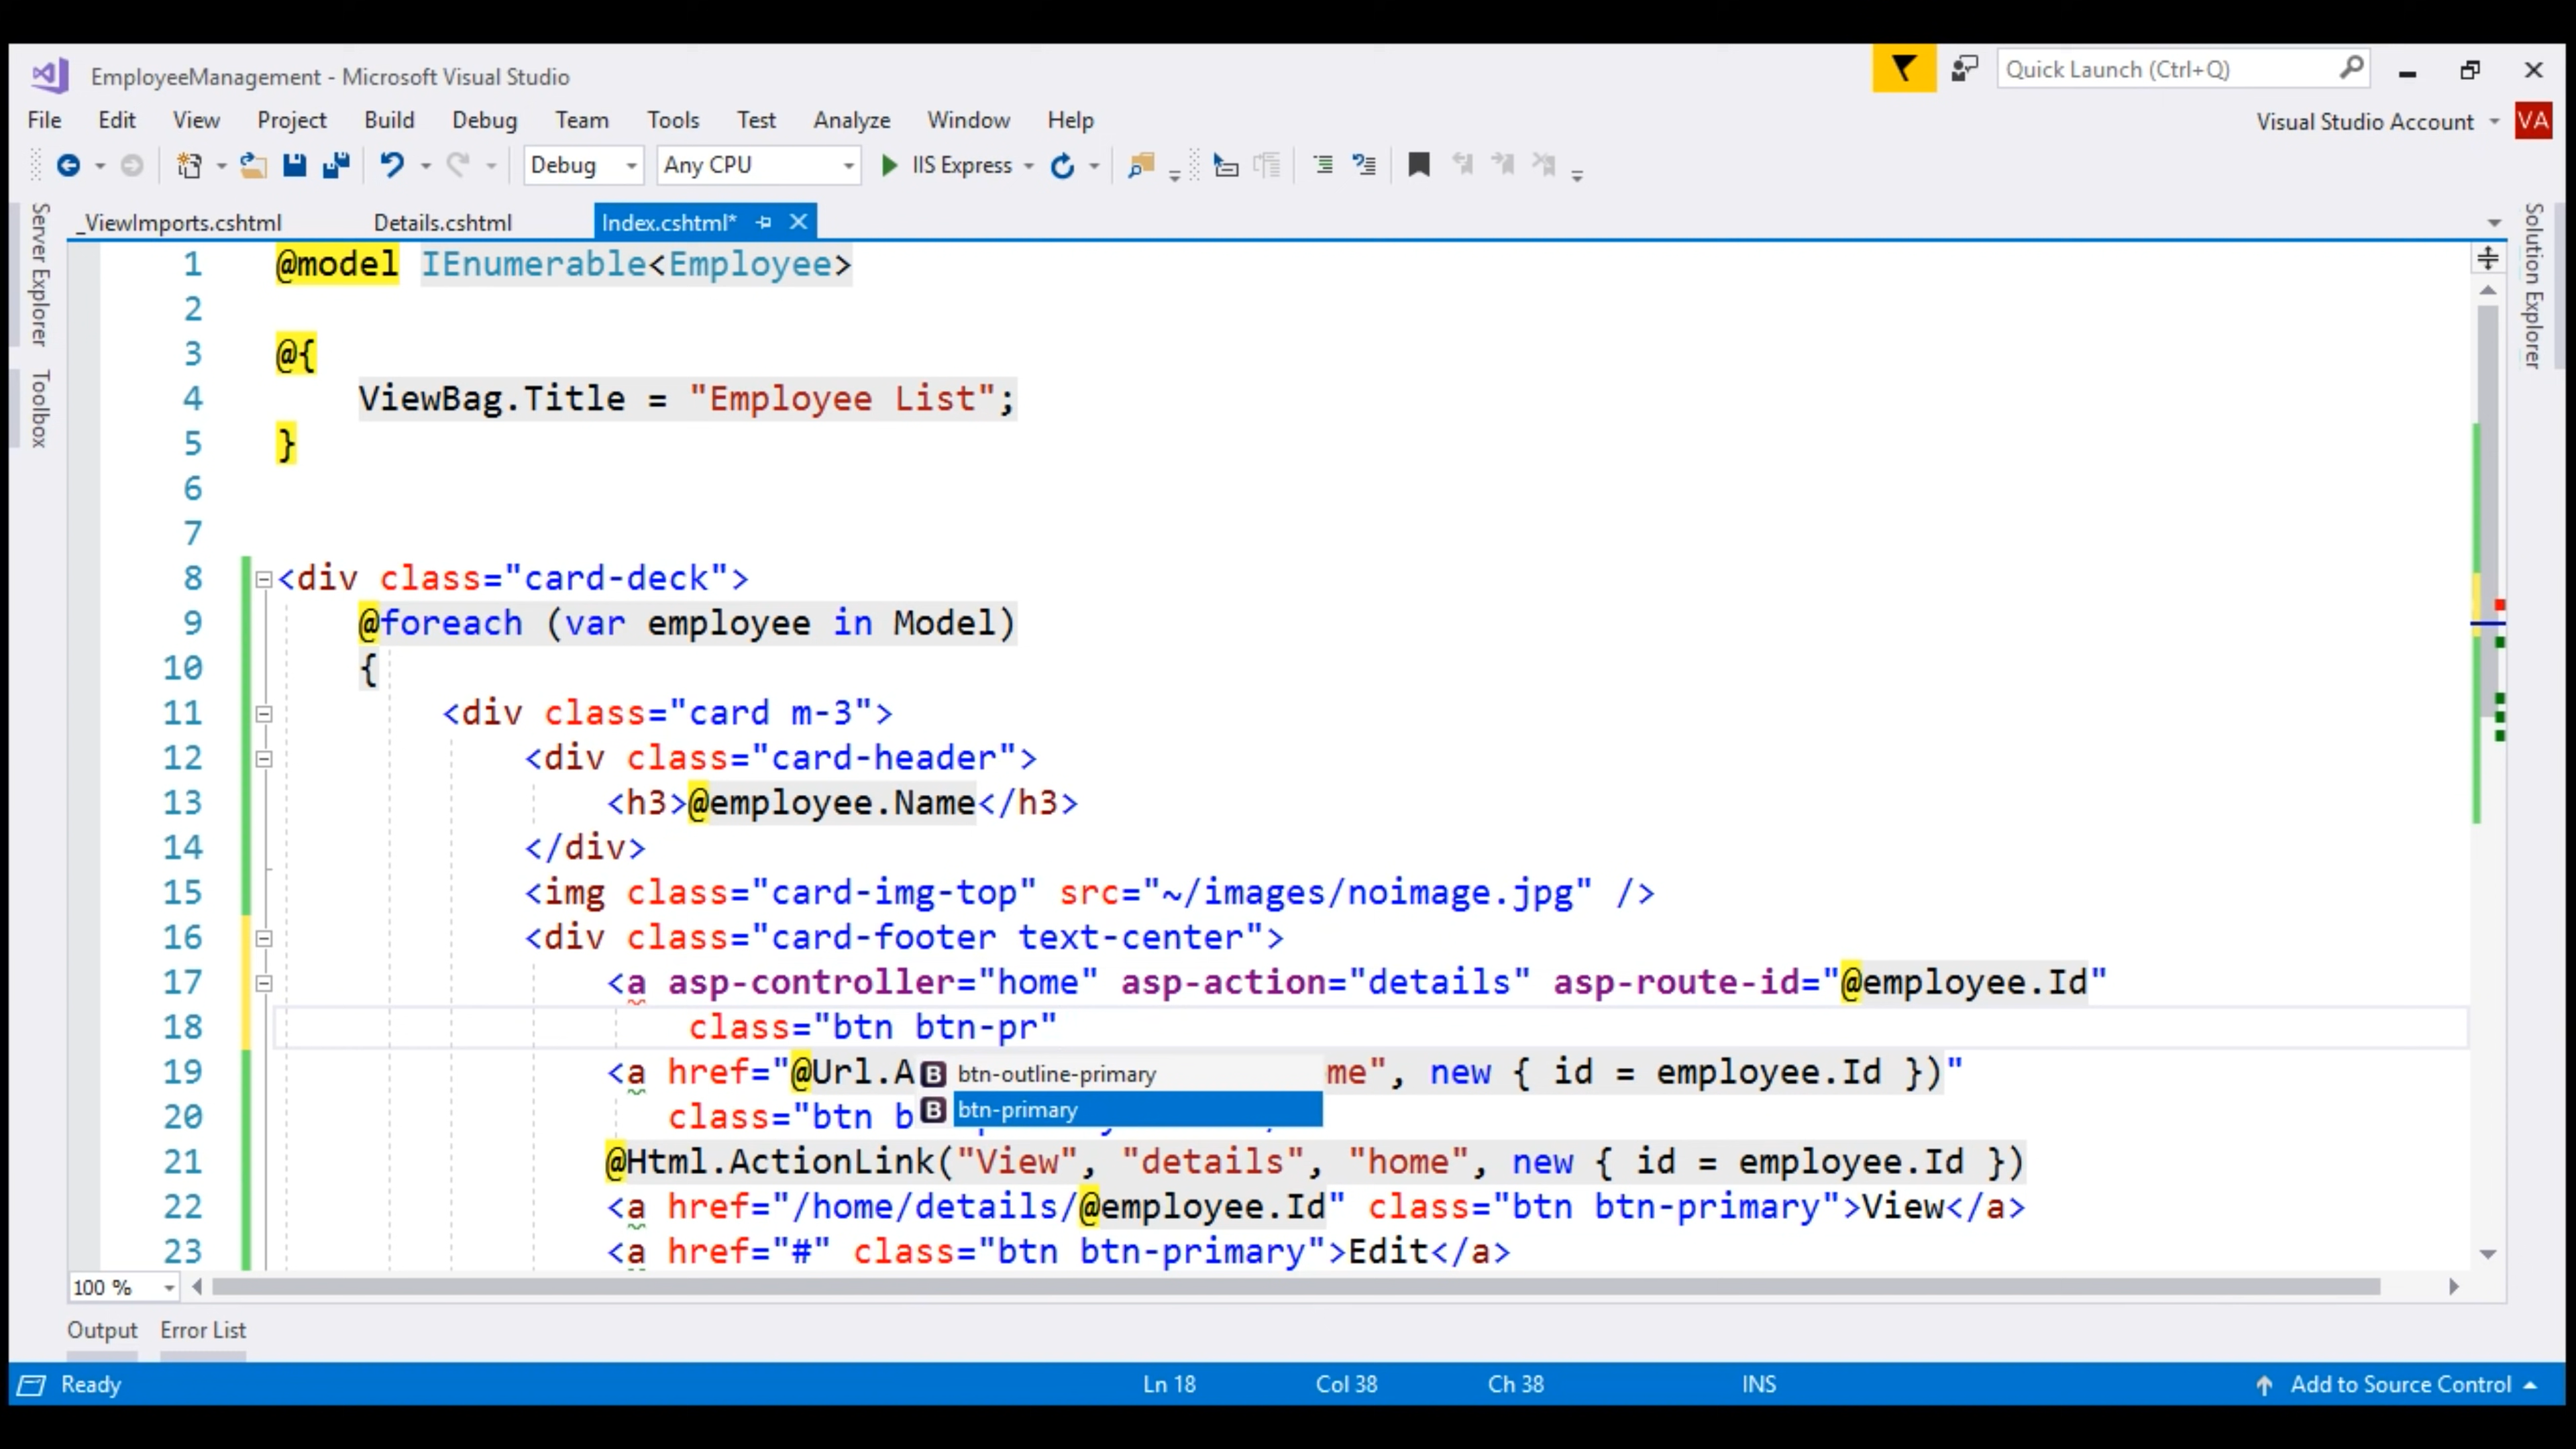 EmployeeManagement - Microsoft Visual Studio
Quick Launch (Ctrl+Q)
File Edit View Project Build Debug Team Tools Test Analyze Window Help
Visual Studio Account VA
Debug Any CPU IIS Express
Server Explorer
Toolbox
Solution Explorer
_ViewImports.cshtml Details.cshtml Index.cshtml*
1 @model IEnumerable<Employee>
2
3 @{
4 ViewBag.Title = "Employee List";
5 }
6
7
8 <div class="card-deck">
9 @foreach (var employee in Model)
10 {
11 <div class="card m-3">
12 <div class="card-header">
13 <h3>@employee.Name</h3>
14 </div>
15 <img class="card-img-top" src="~/images/noimage.jpg" />
16 <div class="card-footer text-center">
17 <a asp-controller="home" asp-action="details" asp-route-id="@employee.Id"
18 class="btn btn-pr"
19 <a href="@Url.A me", new { id = employee.Id })"
btn-outline-primary
20 class="btn b
btn-primary
21 @Html.ActionLink("View", "details", "home", new { id = employee.Id })
22 <a href="/home/details/@employee.Id" class="btn btn-primary">View</a>
23 <a href="#" class="btn btn-primary">Edit</a>
100 %
Output Error List
Ready Ln 18 Col 38 Ch 38 INS Add to Source Control